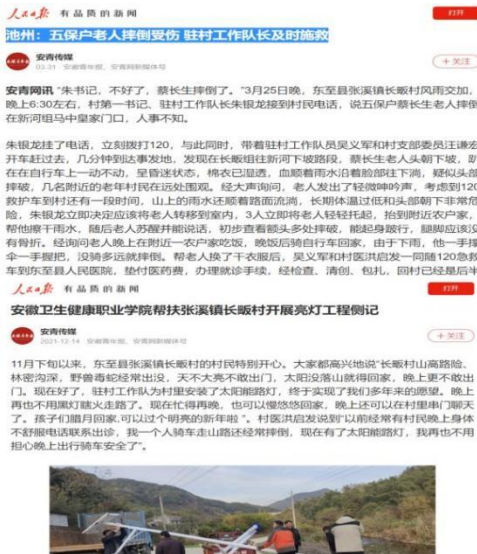 人民日报 有品质的新闻
打开
池州：五保户老人摔倒受伤 驻村工作队长及时施救
安青传媒
03-31 安徽青年报、安青网新媒体号
+关注
安青网讯 “朱书记，不好了，蔡长生摔倒了。”3月25日晚，东至县张溪镇长畈村风雨交加，
晚上6:30左右，村第一书记、驻村工作队长朱银龙接到村民电话，说五保户蔡长生老人摔倒
在新河组马中皇家门口，人事不知。
朱银龙挂了电话，立刻拨打120，与此同时，带着驻村工作队员吴义军和村支部委员汪谦宏
开车赶过去，几分钟到达事发地，发现在长畈组往新河下坡路段，蔡长生老人头朝下坡，趴
在在自行车上一动不动，呈昏迷状态，棉衣已湿透，血顺着雨水沿着脸部往下淌，疑似头部
摔破，几名附近的老年村民在远处围观。经大声询问，老人发出了轻微呻吟声，考虑到120
救护车到村还有一段时间，山上的雨水还顺着路面流淌，长期体温过低和头部朝下非常危
险，朱银龙立即决定应该将老人转移到室内，3人立即将老人轻轻托起，抬到附近农户家，
帮他擦干雨水，随后老人苏醒并能说话，初步查看额头多处摔破，能起身跛行，腿脚应该没
有骨折。经询问老人晚上在附近一农户家吃饭，晚饭后骑自行车回家，由于下雨，他一手撑
伞一手握把，没骑多远就摔倒。帮老人换了干衣服后，吴义军和村医洪启发一同随120急救
车到东至县人民医院，垫付医药费，办理就诊手续，经检查、清创、包扎，回村已经是后半
人民日报 有品质的新闻
打开
安徽卫生健康职业学院帮扶张溪镇长畈村开展亮灯工程侧记
安青传媒
2021-12-14 安徽青年报、安青网新媒体号
+关注
11月下旬以来，东至县张溪镇长畈村的村民特别开心。大家都高兴地说“长畈村山高路险、
林密沟深，野兽毒蛇经常出没，天不大亮不敢出门，太阳没落山就得回家，晚上更不敢出
门。现在好了，驻村工作队为村里安装了太阳能路灯，终于实现了我们多年来的愿望。晚上
再也不用黑灯瞎火走路了。现在忙得再晚，也可以慢悠悠回家，晚上还可以在村里串门聊天
了。孩子们腊月回家,可以过个明亮的新年啦 ”。村医洪启发说到“以前经常有村民晚上身体
不舒服电话联系出诊，我一个人骑车走山路还经常摔倒，现在有了太阳能路灯，我再也不用
担心晚上出行骑车安全了”。